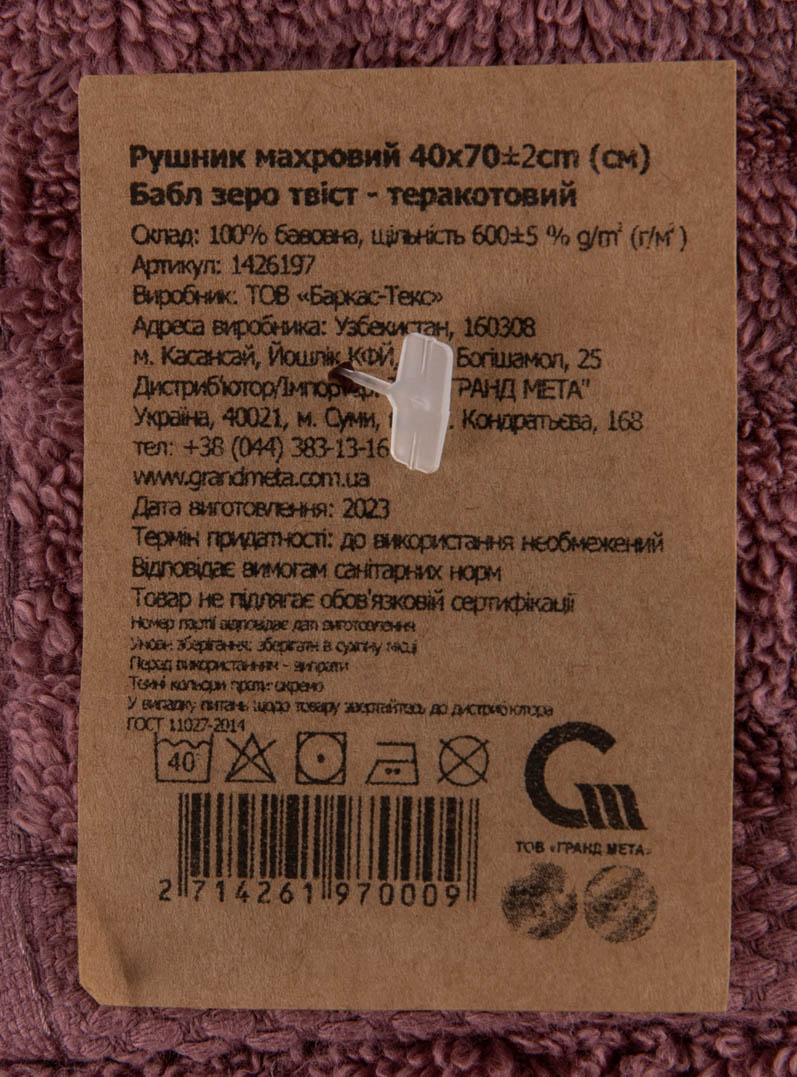 Рушник махровий 40x70±2cm (см)
Бабл зеро твіст - теракотовий
Склад: 100% бавовна, щільність 600±5 % g/m² (г/м²)
Артикул: 1426197
Виробник: ТОВ «Баркас-Текс»
Адреса виробника: Узбекистан, 160308
м. Касансай, Йошлік КФЙ, Богішамол, 25
Дистриб'ютор/Імпортер: ГРАНД МЕТА"
Україна, 40021, м. Суми, Кондратьєва, 168
тел: +38 (044) 383-13-16
www.grandmeta.com.ua
Дата виготовлення: 2023
Термін придатності: до використання необмежений
Відповідає вимогам санітарних норм
Товар не підлягає обов'язковій сертифікації
Номер партії відповідає даті виготовлення
Умови зберігання: зберігати в сухому місці
Перед використанням - випрати
Темні кольори прати окремо
У випадку питань щодо товару звертайтесь до дистриб'ютора
ГОСТ 11027-2014
40°
2 714261 970009
ТОВ «ГРАНД МЕТА»